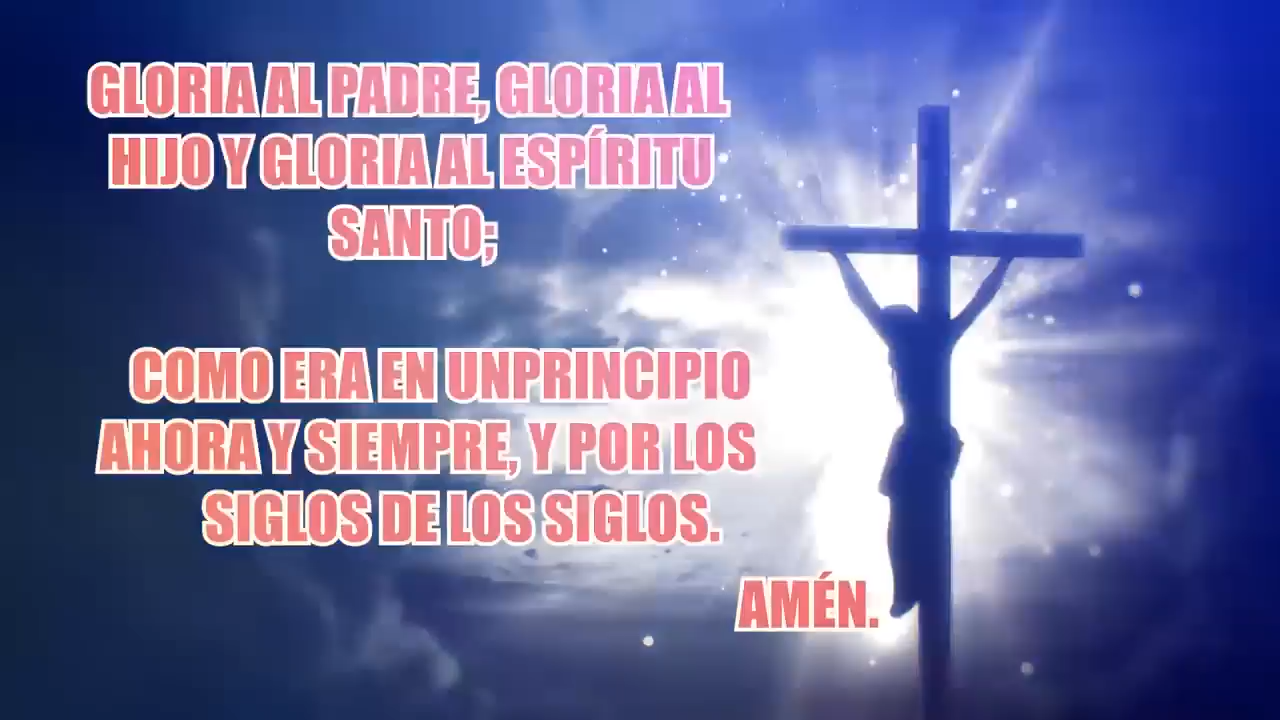 GLORIA AL PADRE, GLORIA AL
HIJO Y GLORIA AL ESPÍRITU
SANTO;
COMO ERA EN UNPRINCIPIO
AHORA Y SIEMPRE, Y POR LOS
SIGLOS DE LOS SIGLOS.
AMÉN.